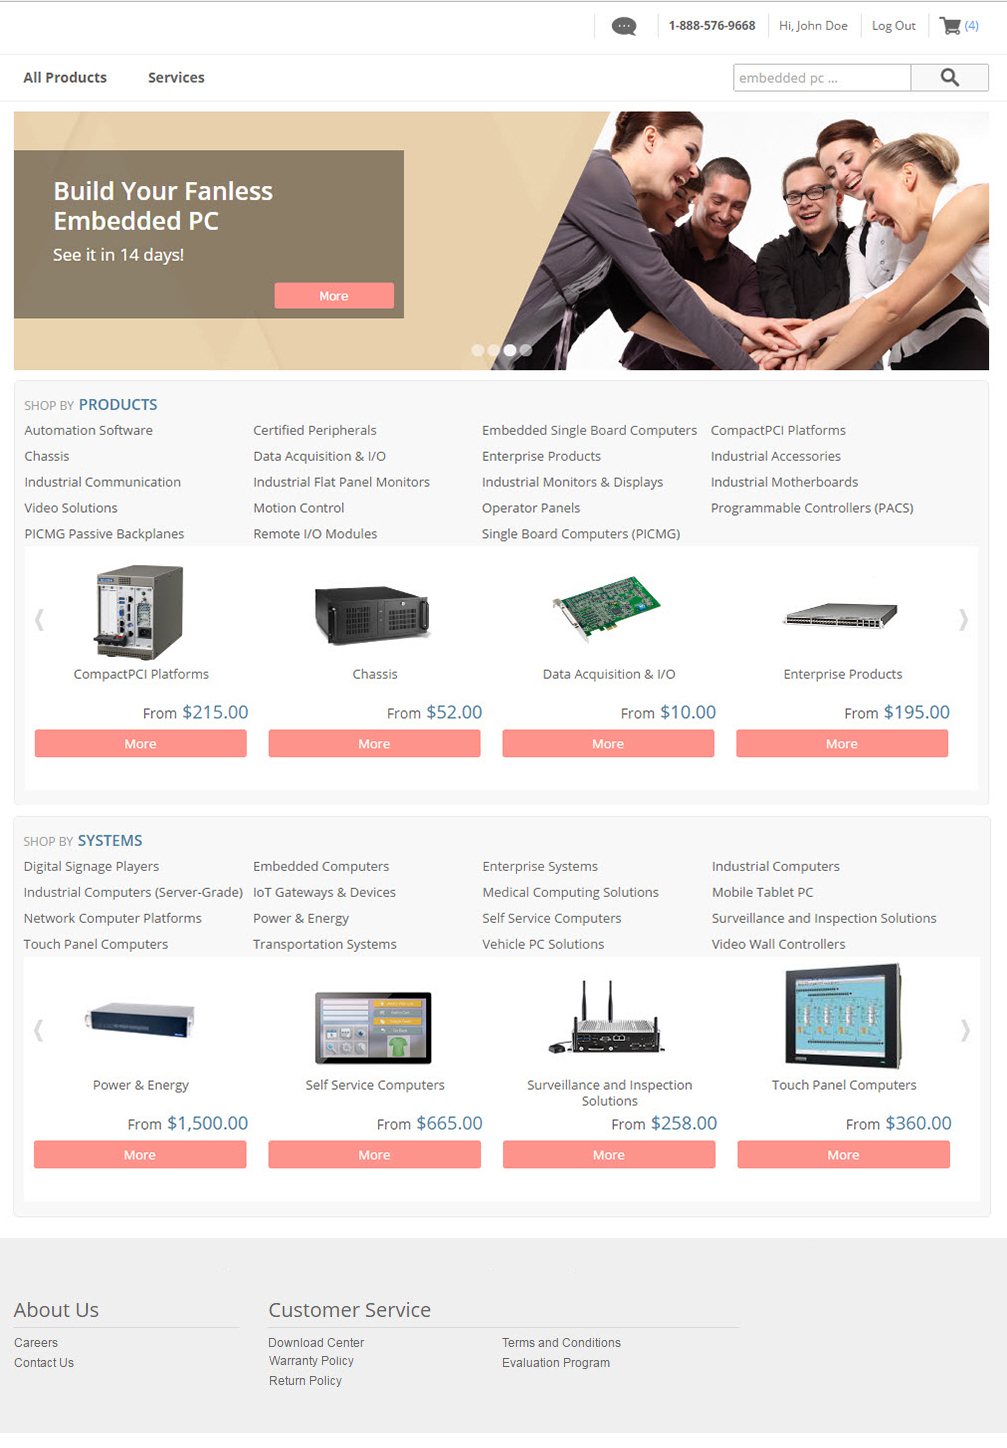 1-888-576-9668 Hi, John Doe Log Out (4)
All Products Services embedded pc ...
Build Your Fanless
Embedded PC
See it in 14 days!
More
SHOP BY PRODUCTS
Automation Software Certified Peripherals Embedded Single Board Computers CompactPCI Platforms
Chassis Data Acquisition & I/O Enterprise Products Industrial Accessories
Industrial Communication Industrial Flat Panel Monitors Industrial Monitors & Displays Industrial Motherboards
Video Solutions Motion Control Operator Panels Programmable Controllers (PACS)
PICMG Passive Backplanes Remote I/O Modules Single Board Computers (PICMG)
CompactPCI Platforms Chassis Data Acquisition & I/O Enterprise Products
From $215.00 From $52.00 From $10.00 From $195.00
More More More More
SHOP BY SYSTEMS
Digital Signage Players Embedded Computers Enterprise Systems Industrial Computers
Industrial Computers (Server-Grade) IoT Gateways & Devices Medical Computing Solutions Mobile Tablet PC
Network Computer Platforms Power & Energy Self Service Computers Surveillance and Inspection Solutions
Touch Panel Computers Transportation Systems Vehicle PC Solutions Video Wall Controllers
Power & Energy Self Service Computers Surveillance and Inspection Touch Panel Computers
Solutions
From $1,500.00 From $665.00 From $258.00 From $360.00
More More More More
About Us Customer Service
Careers Download Center Terms and Conditions
Contact Us Warranty Policy Evaluation Program
Return Policy